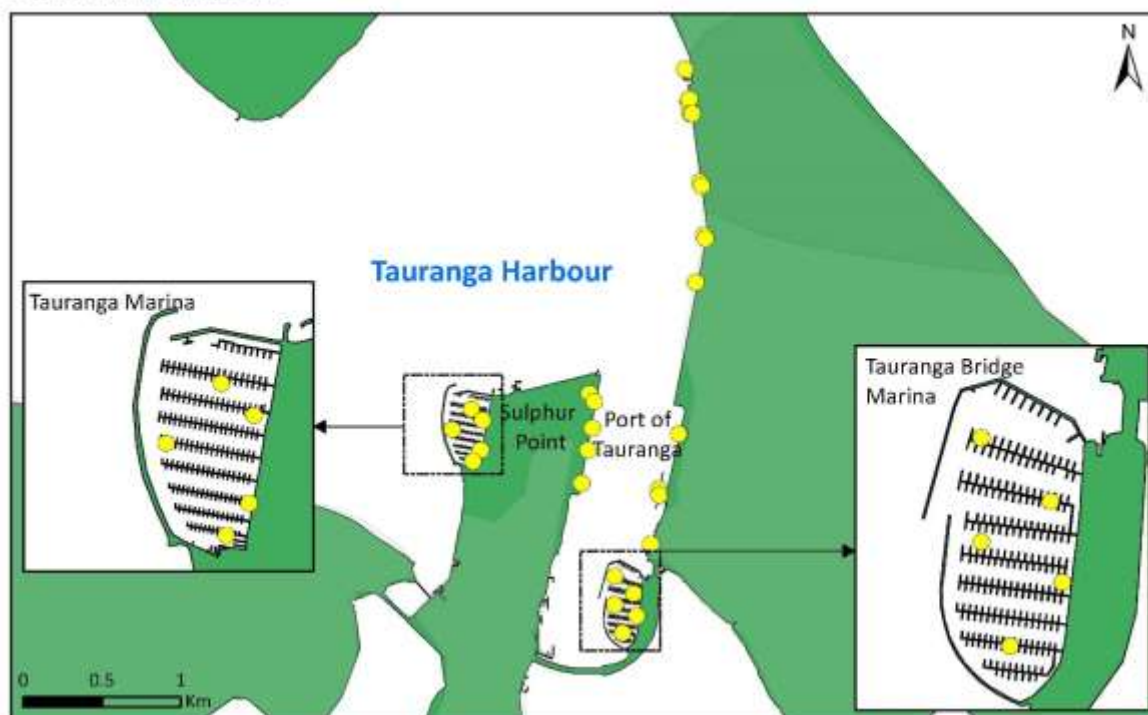 N
Tauranga Harbour
Tauranga Marina
Tauranga Bridge
Marina
Sulphur
Point
Port of
Tauranga
0 0.5 1
Km